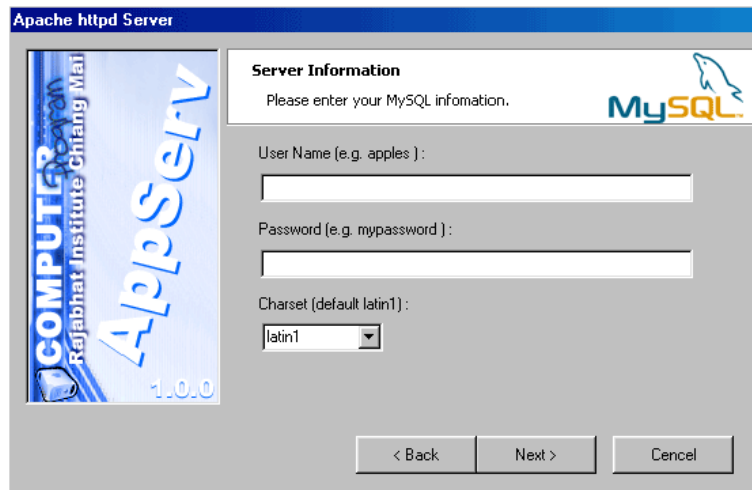 Apache httpd Server
COMPUTER
Program
Rajabhat Institute Chiang Mai
AppServ
1.0.0
Server Information
Please enter your MySQL infomation.
MySQL
User Name (e.g. apples ) :
Password (e.g. mypassword ) :
Charset (default latin1) :
latin1
< Back
Next >
Cencel